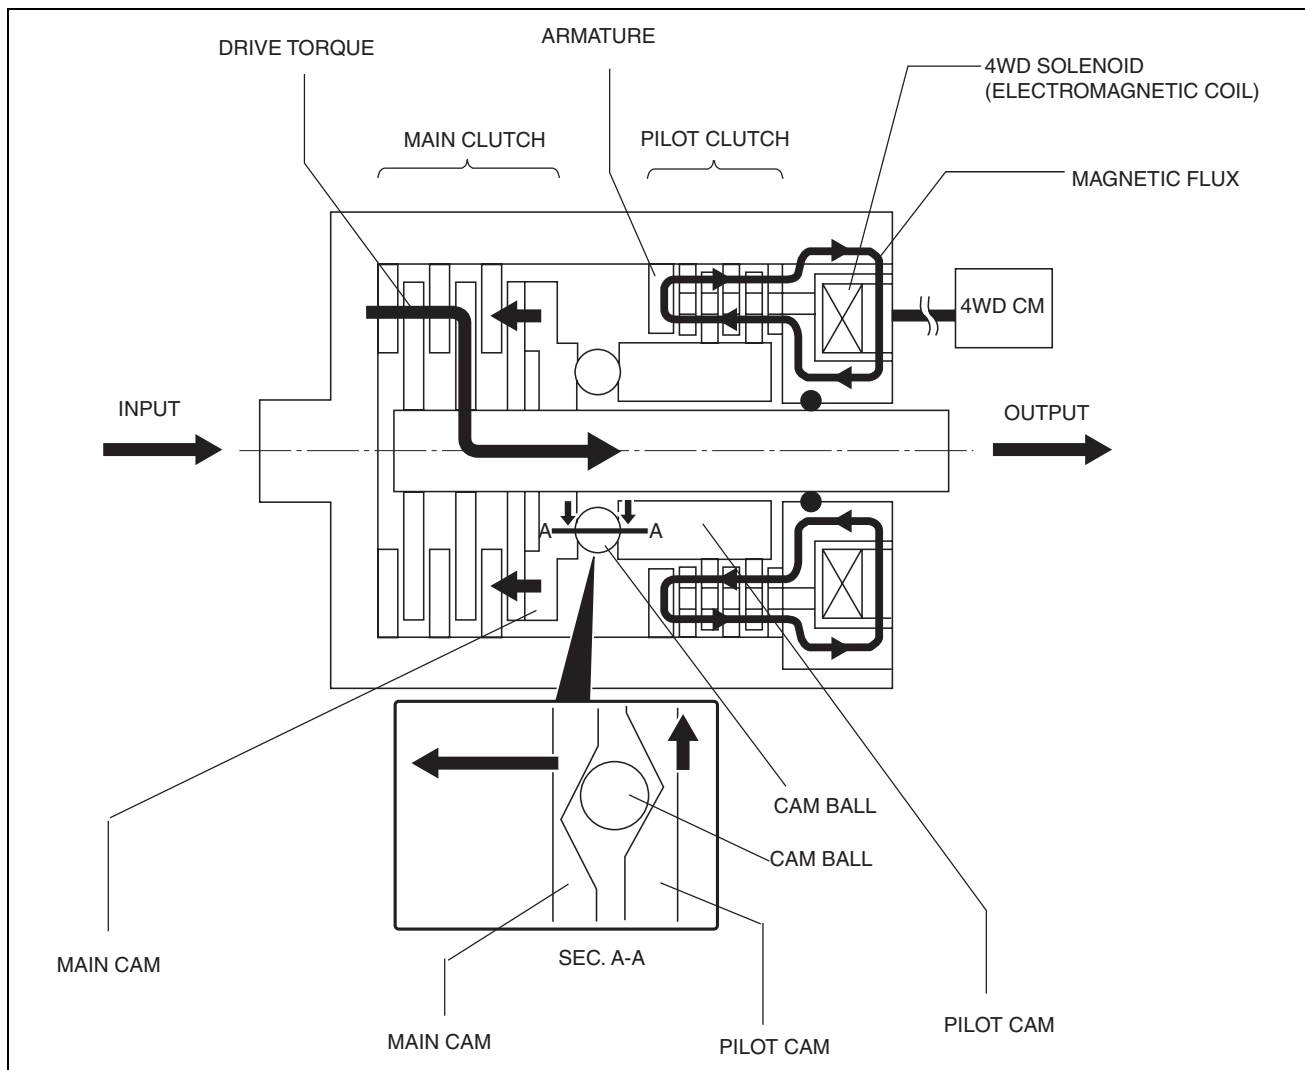 DRIVE TORQUE
ARMATURE
4WD SOLENOID
(ELECTROMAGNETIC COIL)
MAIN CLUTCH
PILOT CLUTCH
MAGNETIC FLUX
4WD CM
INPUT
OUTPUT
A
A
CAM BALL
CAM BALL
MAIN CAM
SEC. A-A
MAIN CAM
PILOT CAM
PILOT CAM